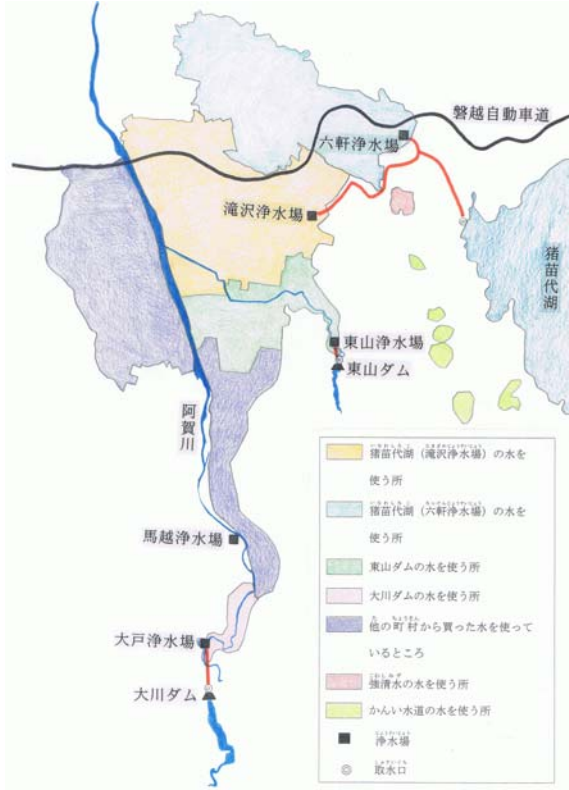 磐越自動車道
六軒浄水場
滝沢浄水場
猪苗代湖
東山浄水場
東山ダム
阿賀川
馬越浄水場
大戸浄水場
大川ダム
猪苗代湖(滝沢浄水場)の水を
使う所
猪苗代湖(六軒浄水場)の水を
使う所
東山ダムの水を使う所
大川ダムの水を使う所
他の町村から買った水を使って
いるところ
強清水の水を使う所
かんい水道の水を使う所
浄水場
取水口